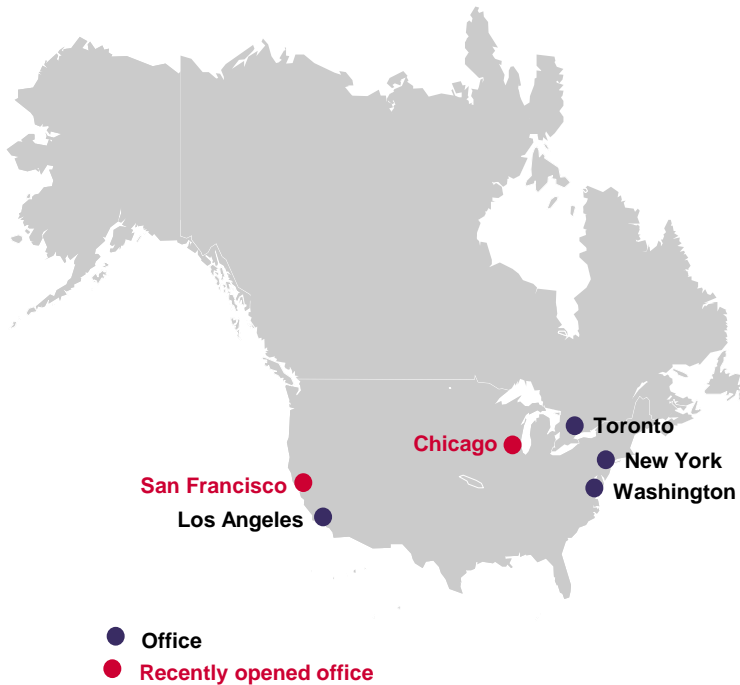 Toronto
Chicago
New York
San Francisco
Washington
Los Angeles
Office
Recently opened office